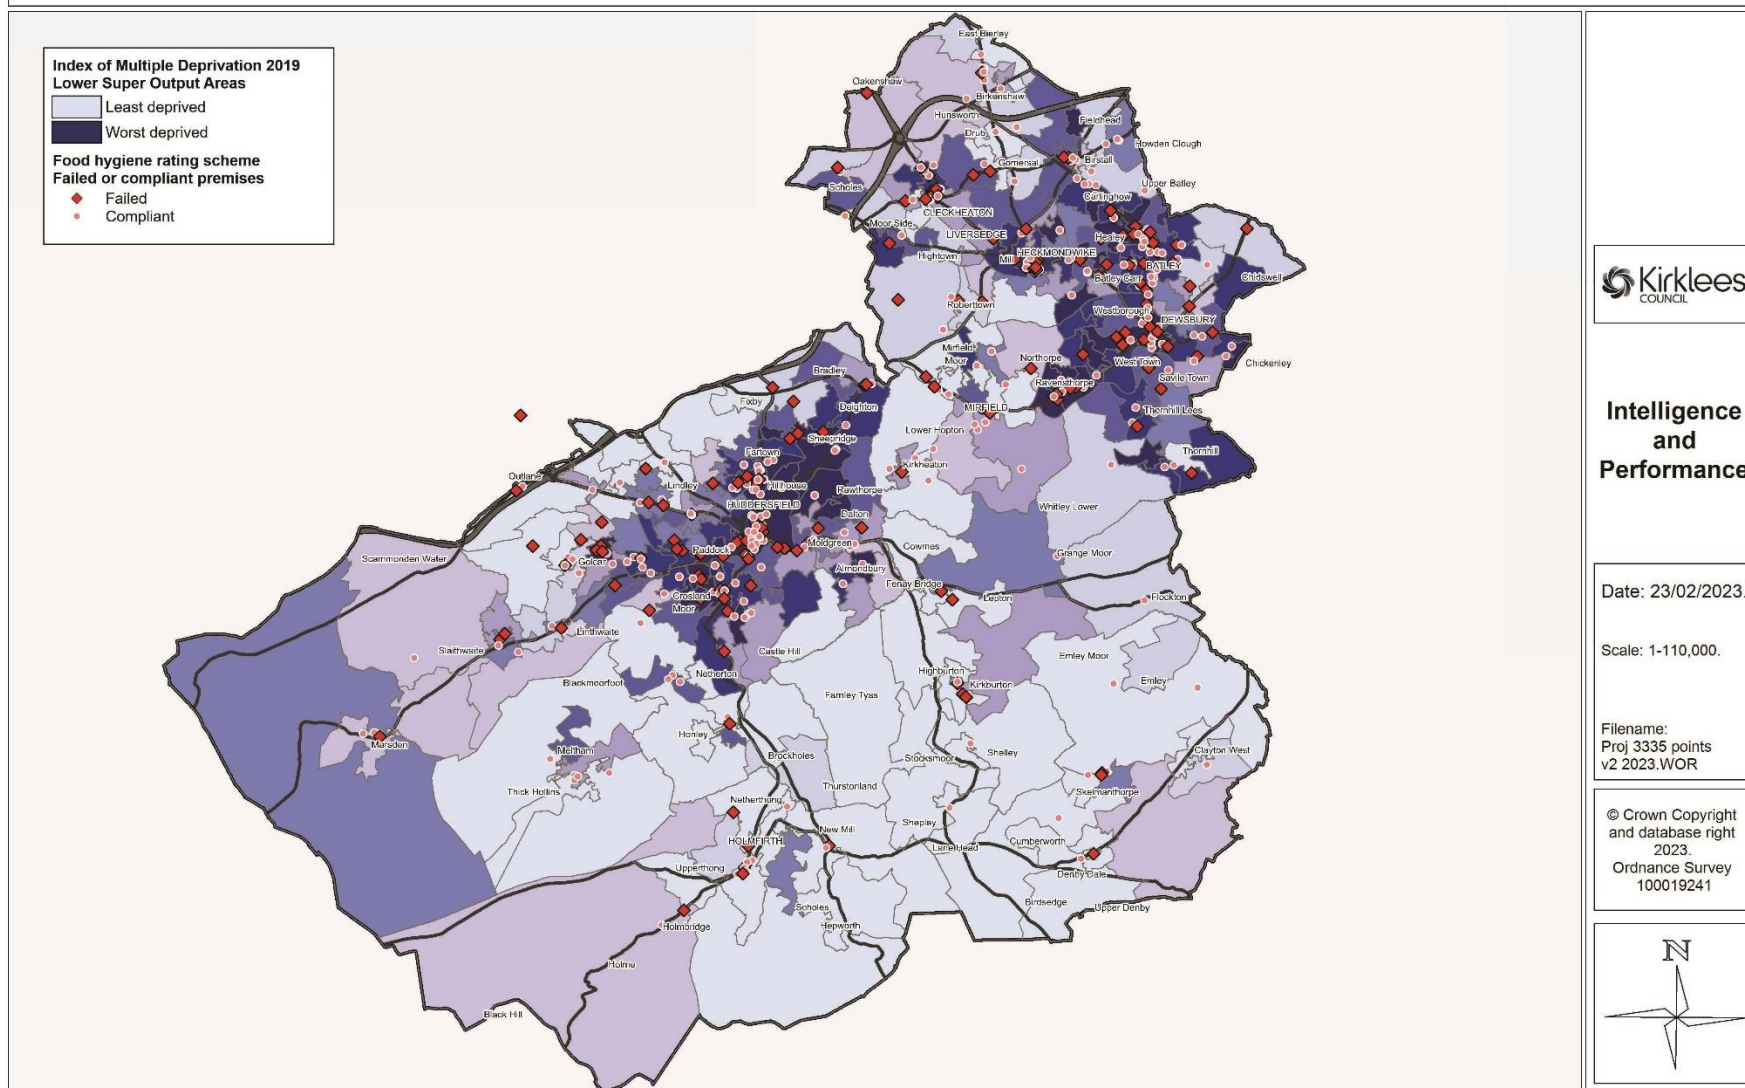 Index of Multiple Deprivation 2019
Lower Super Output Areas
Least deprived
Worst deprived
Food hygiene rating scheme
Failed or compliant premises
Failed
Compliant
East Bierley
Oakenshaw
Birkenshaw
Hunsworth
Drub
Fieldhead
Howden Clough
Gomersal
Birstall
Scholes
Upper Batley
Carlinghow
CLECKHEATON
Moor Side
LIVERSEDGE
Healey
HECKMONDWIKE
Hightown
Mill
BATLEY
Batley Carr
Chidswell
Roberttown
Westborough
DEWSBURY
Mirfield
Moor
Northorpe
West Town
Chickenley
Bradley
Savile Town
Ravensthorpe
Fixby
Deighton
MIRFIELD
Thornhill Lees
Lower Hopton
Sheepridge
Fartown
Thornhill
Kirkheaton
Outlane
Lindley
Hillhouse
Rawthorpe
HUDDERSFIELD
Whitley Lower
Dalton
Moldgreen
Cowmes
Paddock
Grange Moor
Scammonden Water
Golcar
Almondbury
Fenay Bridge
Crosland
Moor
Lepton
Flockton
Linthwaite
Slaithwaite
Castle Hill
Emley Moor
Netherton
Highburton
Emley
Blackmoorfoot
Kirkburton
Farnley Tyas
Honley
Marsden
Meltham
Brockholes
Stocksmoor
Shelley
Clayton West
Thurstonland
Thick Hollins
Skelmanthorpe
Netherthong
Shepley
New Mill
HOLMFIRTH
Lane Head
Cumberworth
Upperthong
Denby Dale
Birdsedge
Upper Denby
Scholes
Holmbridge
Hepworth
Holme
Black Hill
Kirklees
COUNCIL
Intelligence
and
Performance
Date: 23/02/2023.
Scale: 1-110,000.
Filename:
Proj 3335 points
v2 2023.WOR
© Crown Copyright
and database right
2023.
Ordnance Survey
100019241
N